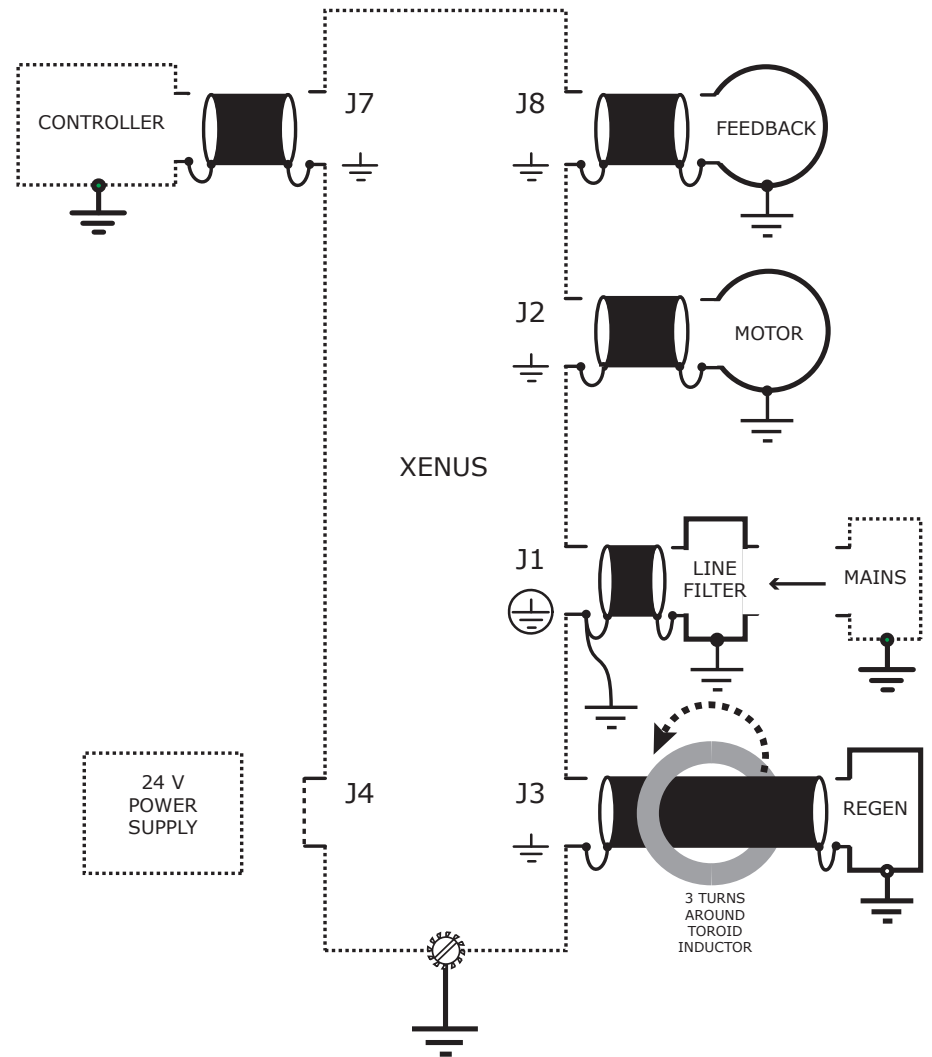 CONTROLLER
J7
J8
FEEDBACK
J2
MOTOR
XENUS
J1
LINE
FILTER
MAINS
24 V
POWER
SUPPLY
J4
J3
REGEN
3 TURNS
AROUND
TOROID
INDUCTOR